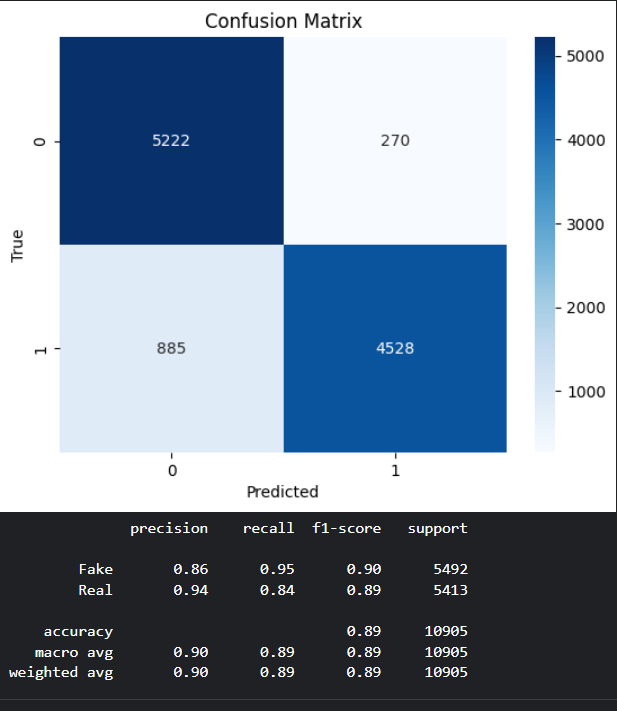 Confusion Matrix
5222 270
885 4528
0
1
True
0 1
Predicted
5000
4000
3000
2000
1000
precision recall f1-score support
Fake 0.86 0.95 0.90 5492
Real 0.94 0.84 0.89 5413
accuracy 0.89 10905
macro avg 0.90 0.89 0.89 10905
weighted avg 0.90 0.89 0.89 10905